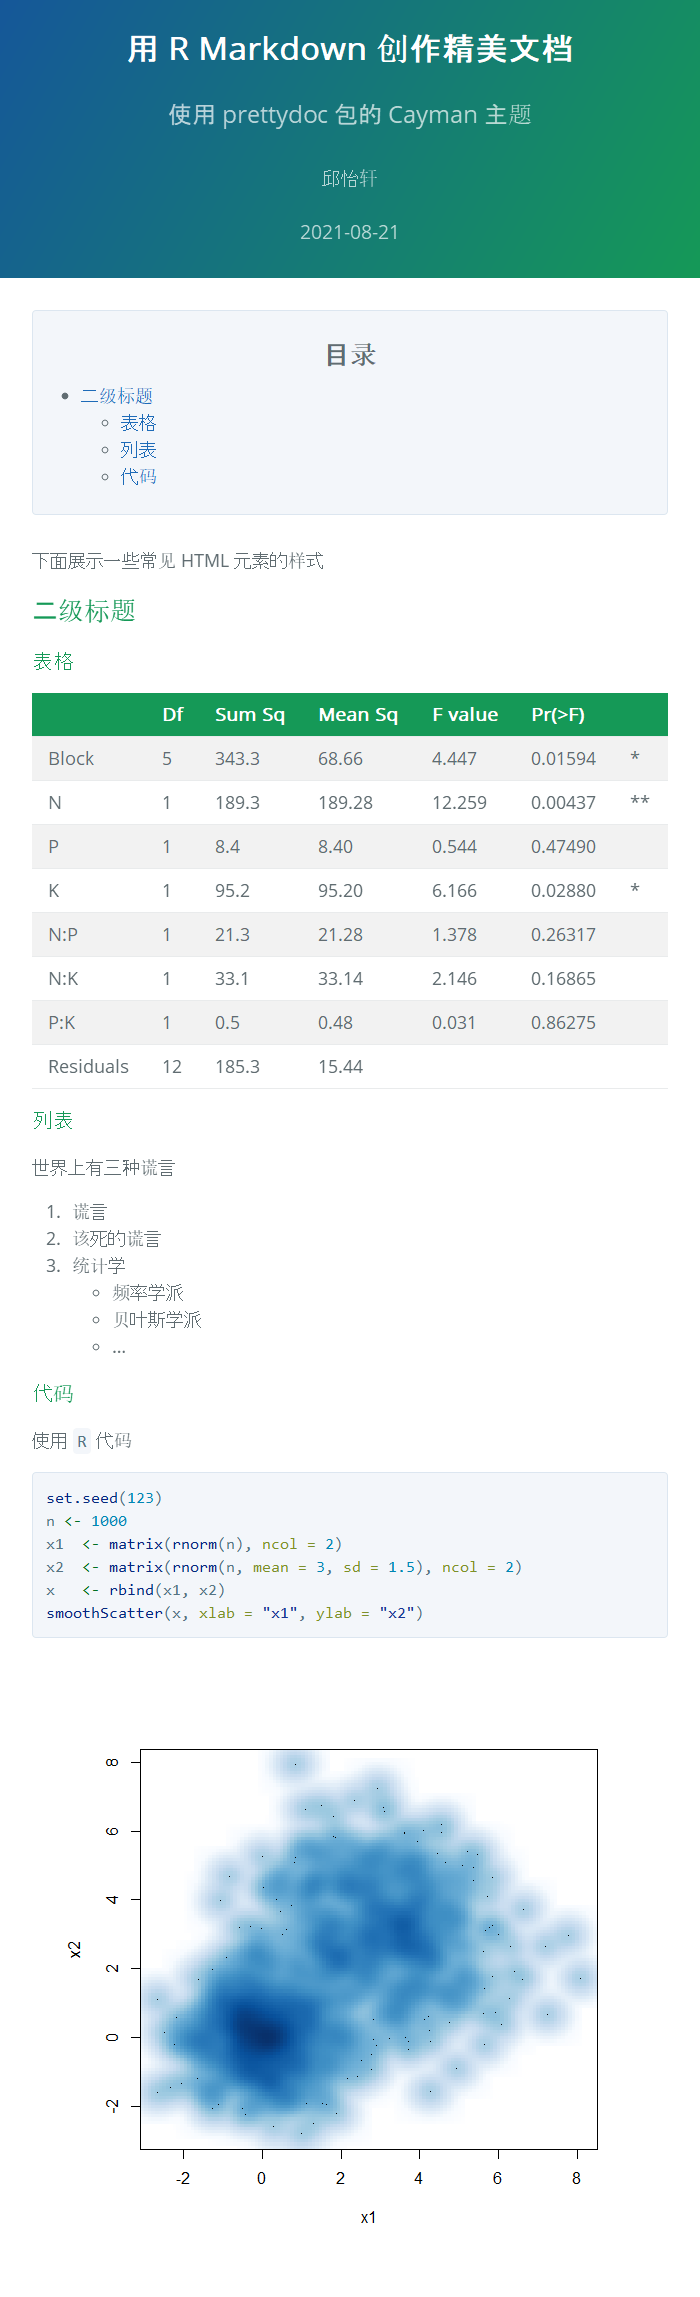 用 R Markdown 创作精美文档
使用 prettydoc 包的 Cayman 主题
邱怡轩
2021-08-21
目录
二级标题
表格
列表
代码
下面展示一些常见 HTML 元素的样式
二级标题
表格
Df Sum Sq Mean Sq F value Pr(>F)
Block 5 343.3 68.66 4.447 0.01594 *
N 1 189.3 189.28 12.259 0.00437 **
P 1 8.4 8.40 0.544 0.47490
K 1 95.2 95.20 6.166 0.02880 *
N:P 1 21.3 21.28 1.378 0.26317
N:K 1 33.1 33.14 2.146 0.16865
P:K 1 0.5 0.48 0.031 0.86275
Residuals 12 185.3 15.44
列表
世界上有三种谎言
1. 谎言
2. 该死的谎言
3. 统计学
频率学派
贝叶斯学派
...
代码
使用 R 代码
set.seed(123)
n <- 1000
x1  <- matrix(rnorm(n), ncol = 2)
x2  <- matrix(rnorm(n, mean = 3, sd = 1.5), ncol = 2)
x   <- rbind(x1, x2)
smoothScatter(x, xlab = "x1", ylab = "x2")
8
6
4
x2
2
0
-2
-2 0 2 4 6 8
x1